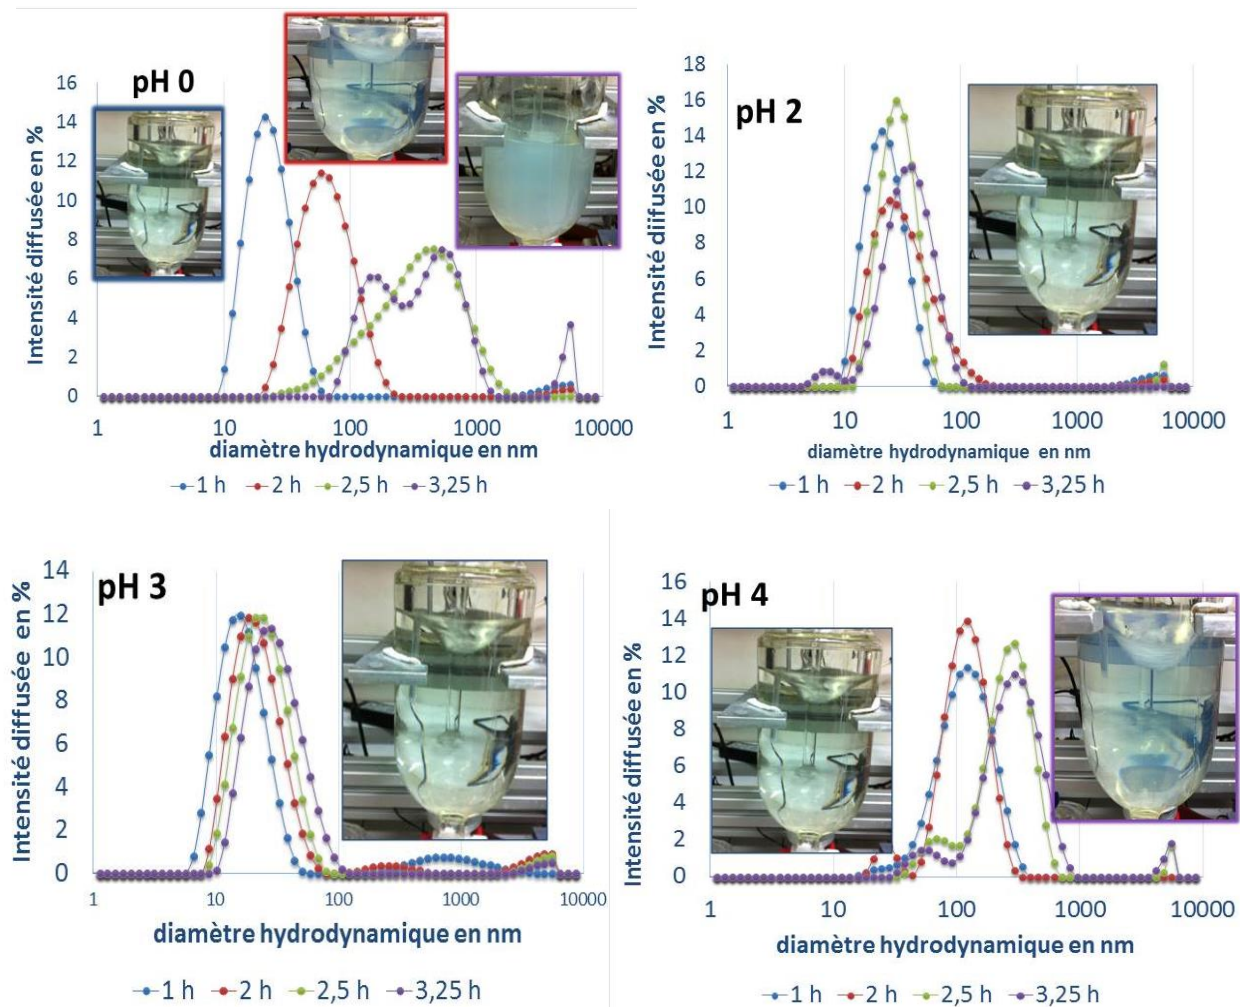 pH 0
Intensité diffusée en %
16
14
12
10
8
6
4
2
0
1 10 100 1000 10000
diamètre hydrodynamique en nm
1 h 2 h 2,5 h 3,25 h
pH 2
Intensité diifusée en %
18
16
14
12
10
8
6
4
2
0
1 10 100 1000 10000
diamètre hydrodynamique en nm
1 h 2 h 2,5 h 3,25 h
pH 3
Intensité diffusée en %
14
12
10
8
6
4
2
0
1 10 100 1000 10000
diamètre hydrodynamique en nm
1 h 2 h 2,5 h 3,25 h
pH 4
Intensité diffusée en %
16
14
12
10
8
6
4
2
0
1 10 100 1000 10000
diamètre hydrodynamique en nm
1 h 2 h 2,5 h 3,25 h